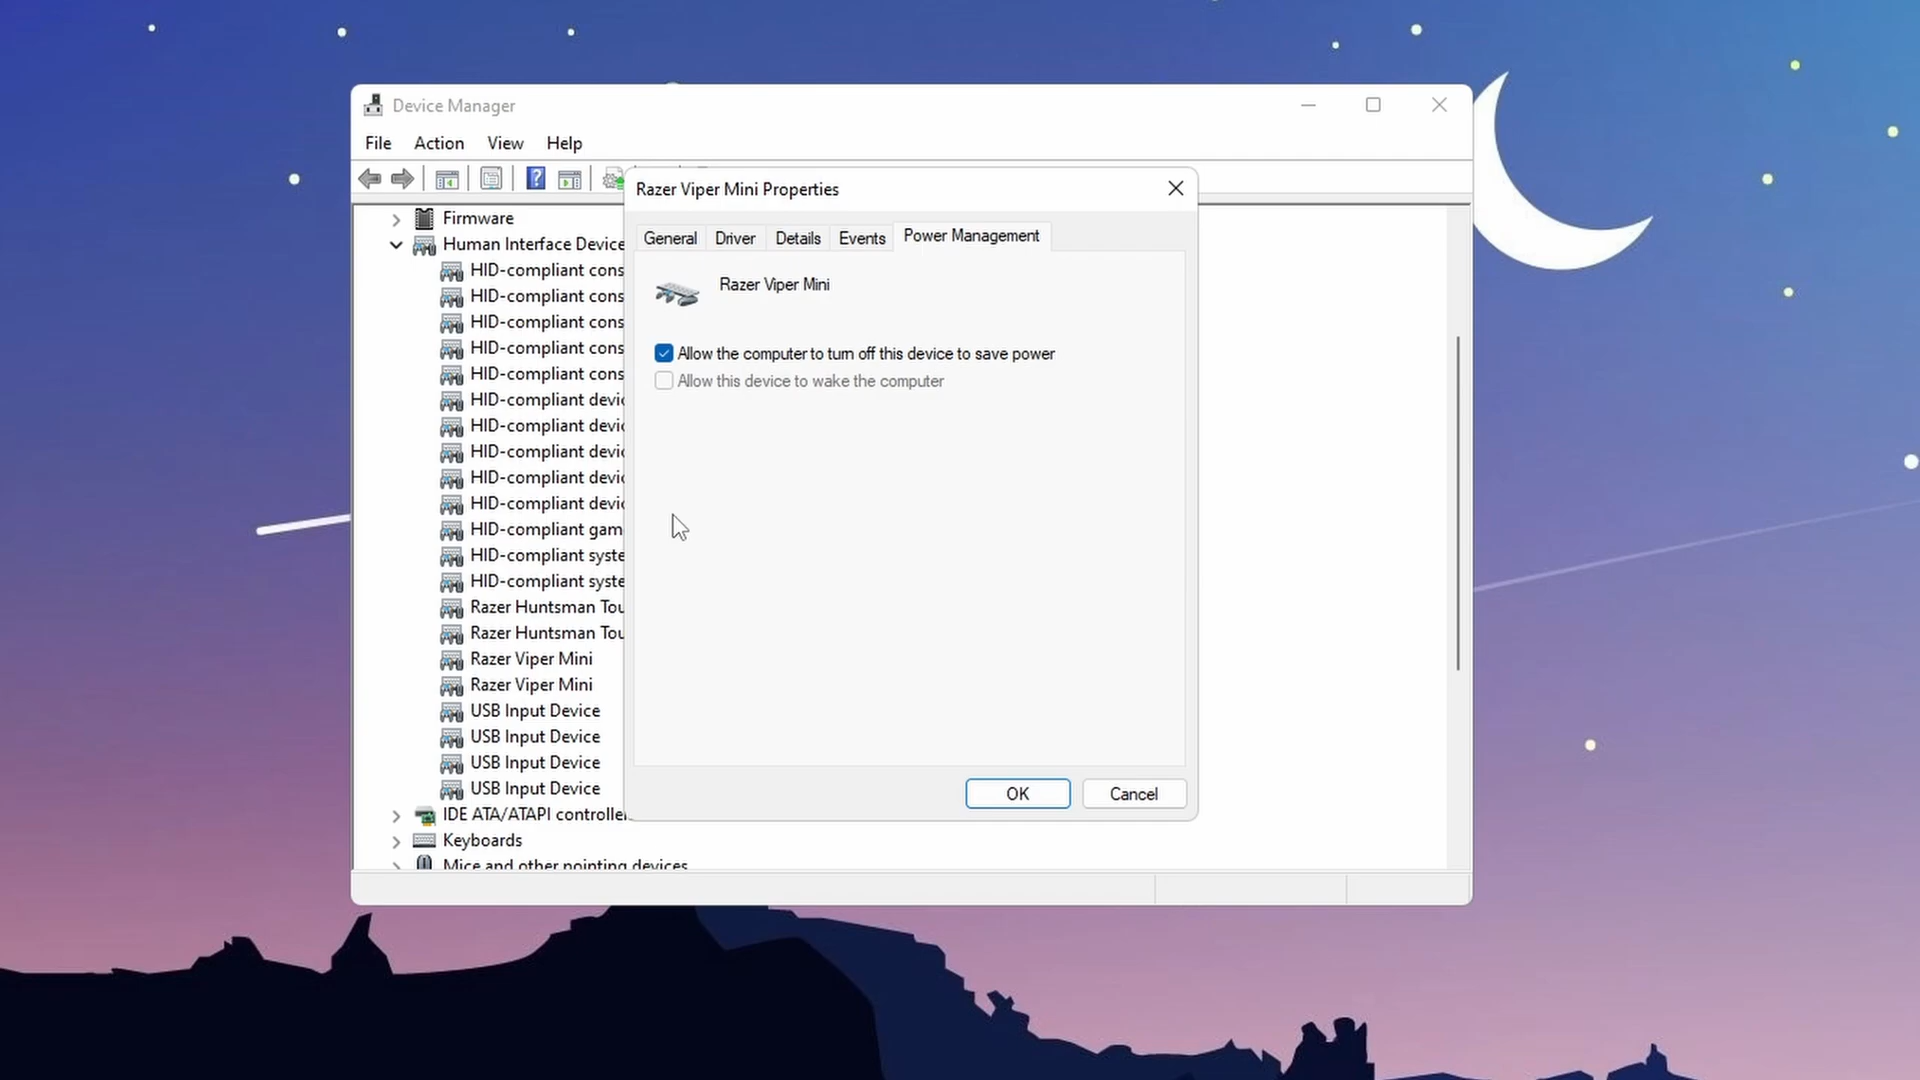 Device Manager
File Action View Help
Razer Viper Mini Properties
General Driver Details Events Power Management
Razer Viper Mini
Allow the computer to turn off this device to save power
Allow this device to wake the computer
OK Cancel
Firmware
Human Interface Device
HID-compliant cons
HID-compliant cons
HID-compliant cons
HID-compliant cons
HID-compliant cons
HID-compliant devic
HID-compliant devic
HID-compliant devic
HID-compliant devic
HID-compliant devic
HID-compliant gam
HID-compliant syste
HID-compliant syste
Razer Huntsman Tou
Razer Huntsman Tou
Razer Viper Mini
Razer Viper Mini
USB Input Device
USB Input Device
USB Input Device
USB Input Device
IDE ATA/ATAPI controller
Keyboards
Mice and other pointing devices